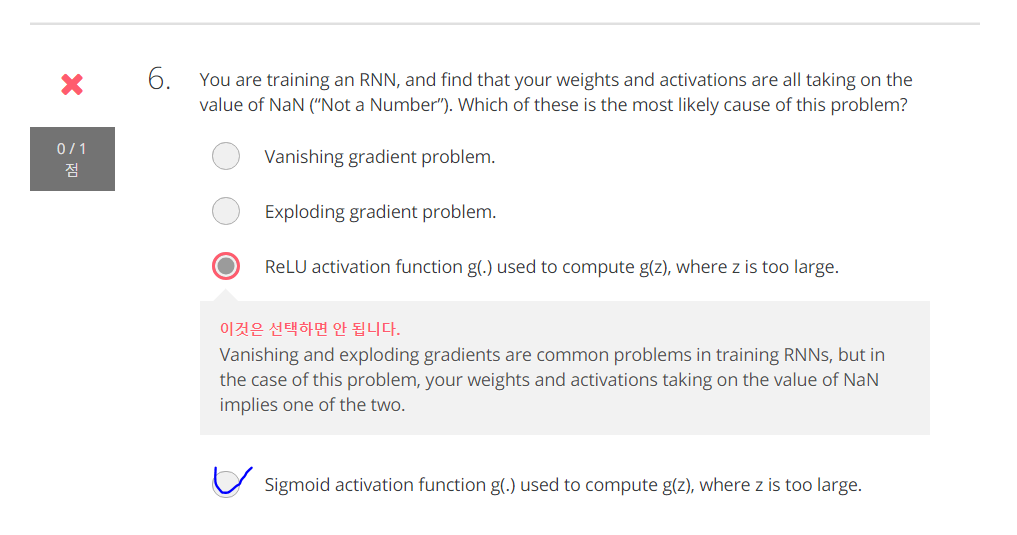 6. You are training an RNN, and find that your weights and activations are all taking on the
value of NaN (“Not a Number”). Which of these is the most likely cause of this problem?
0 / 1
점
Vanishing gradient problem.
Exploding gradient problem.
ReLU activation function g(.) used to compute g(z), where z is too large.
이것은 선택하면 안 됩니다.
Vanishing and exploding gradients are common problems in training RNNs, but in
the case of this problem, your weights and activations taking on the value of NaN
implies one of the two.
Sigmoid activation function g(.) used to compute g(z), where z is too large.